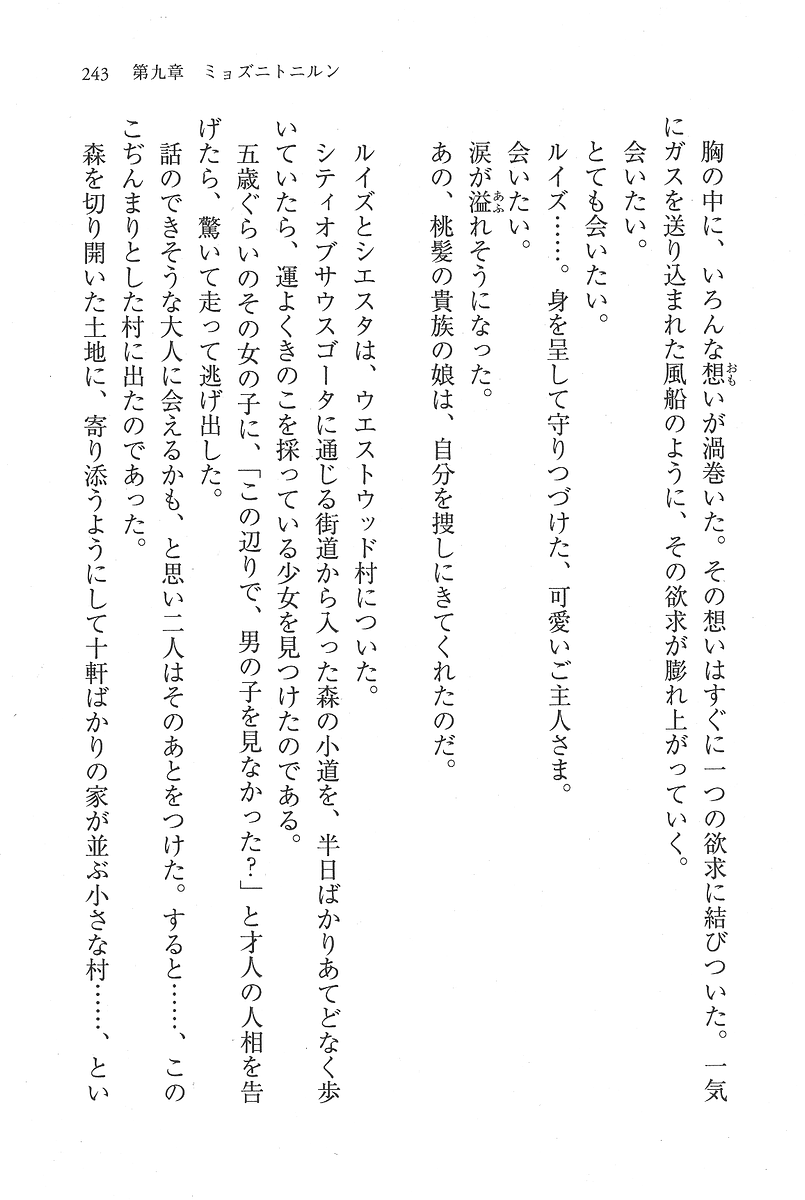 243　第九章　ミョズニトニルン
胸の中に、いろんな想いが渦巻いた。その想いはすぐに一つの欲求に結びついた。一気
にガスを送り込まれた風船のように、その欲求が膨れ上がっていく。
会いたい。
とても会いたい。
ルイズ……。身を呈して守りつづけた、可愛いご主人さま。
会いたい。
涙が溢れそうになった。
あの、桃髪の貴族の娘は、自分を捜しにきてくれたのだ。
ルイズとシエスタは、ウエストウッド村についた。
シティオブサウスゴータに通じる街道から入った森の小道を、半日ばかりあてどなく歩
いていたら、運よくきのこを採っている少女を見つけたのである。
五歳ぐらいのその女の子に、「この辺りで、男の子を見なかった？」と才人の人相を告
げたら、驚いて走って逃げ出した。
話のできそうな大人に会えるかも、と思い二人はそのあとをつけた。すると……、この
こぢんまりとした村に出たのであった。
森を切り開いた土地に、寄り添うようにして十軒ばかりの家が並ぶ小さな村……、とい